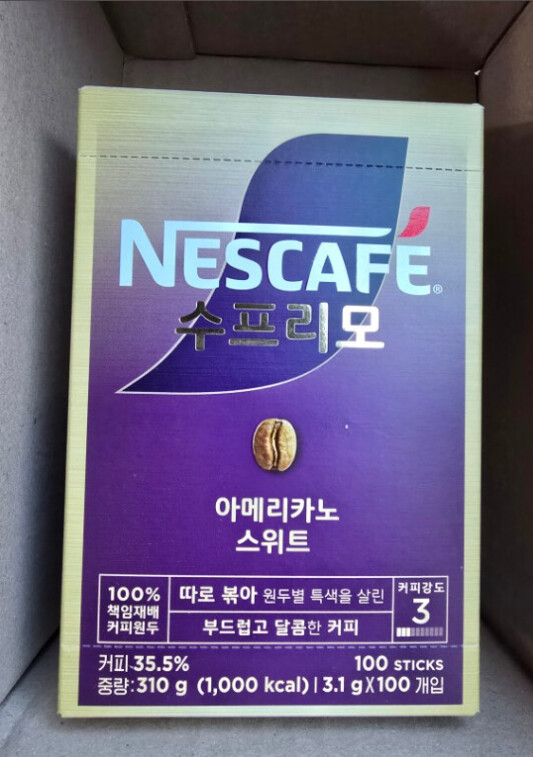 NESCAFÉ®
수프리모
아메리카노
스위트
100%
책임재배
커피원두
따로 볶아 원두별 특색을 살린
부드럽고 달콤한 커피
커피강도
3
커피·35.5%
100 STICKS
중량:310 g (1,000 kcal) | 3.1 gX100 개입